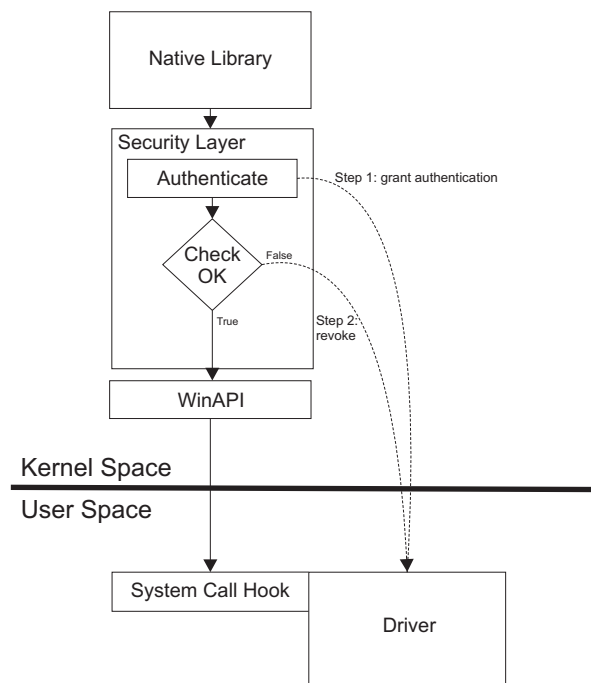 Native Library
Security Layer
Authenticate
Step 1: grant authentication
Check
OK
False
True
Step 2:
revoke
WinAPI
Kernel Space
User Space
System Call Hook
Driver